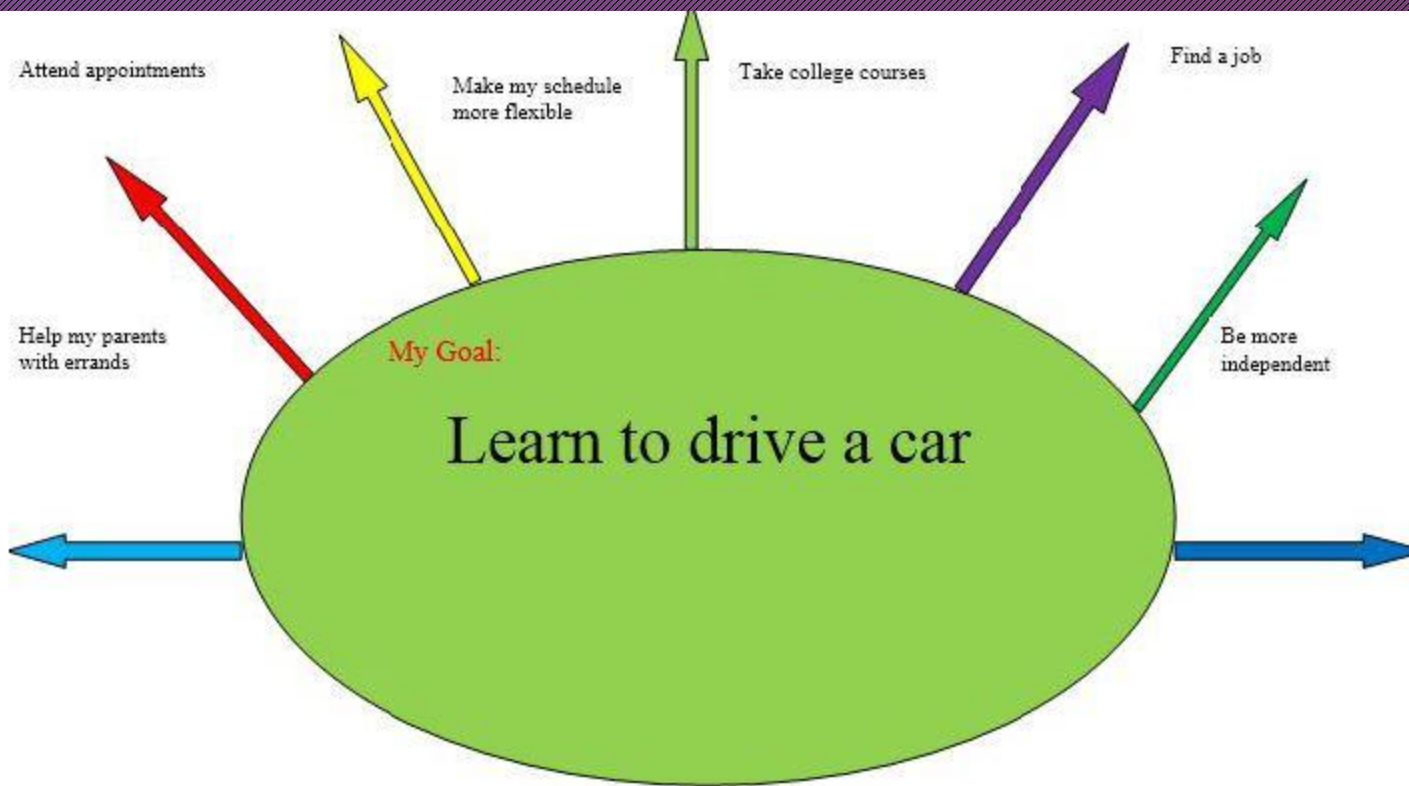 Attend appointments
Make my schedule
more flexible
Take college courses
Find a job
Help my parents
with errands
Be more
independent
My Goal:
Learn to drive a car